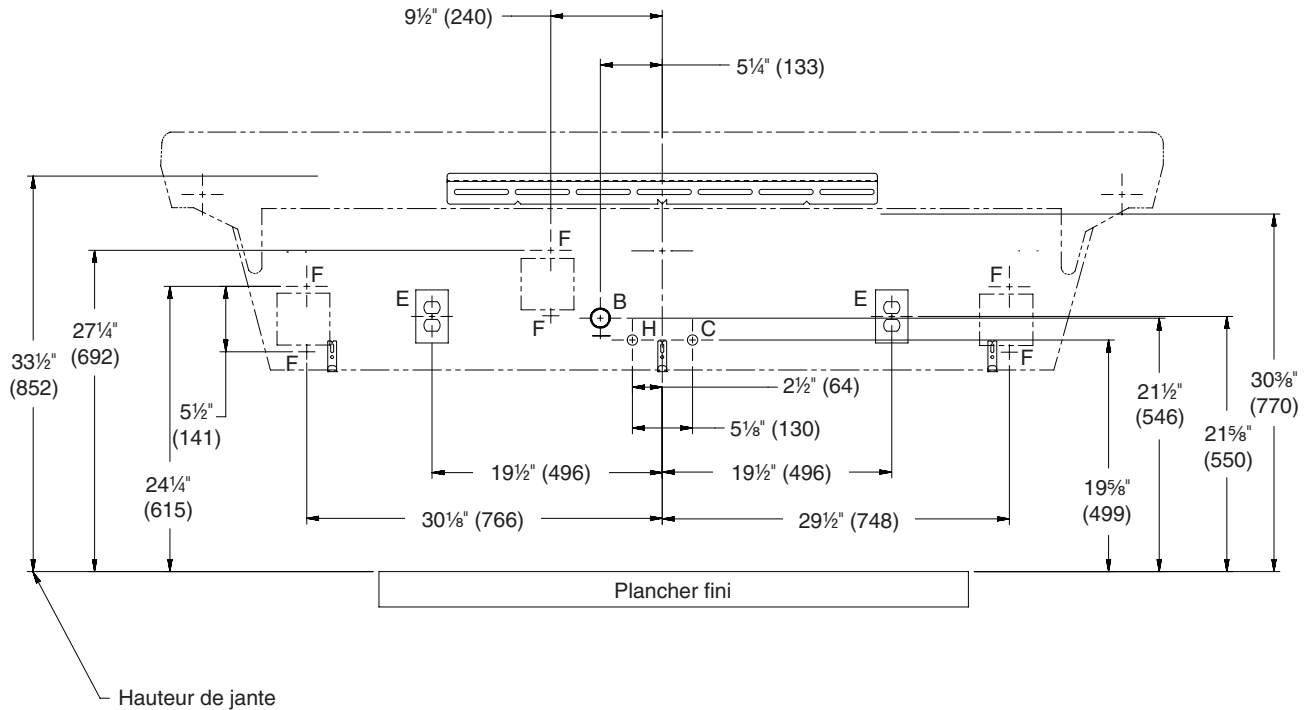 9½" (240)
5¼" (133)
F
F
F
E
B
E
H
C
F
F
F
27¼"
(692)
33½"
(852)
2½" (64)
30⅜"
(770)
21½"
(546)
5½"
(141)
5⅛" (130)
21⅝"
(550)
19½" (496)
19½" (496)
24¼"
(615)
19⅝"
(499)
30⅛" (766)
29½" (748)
Plancher fini
Hauteur de jante